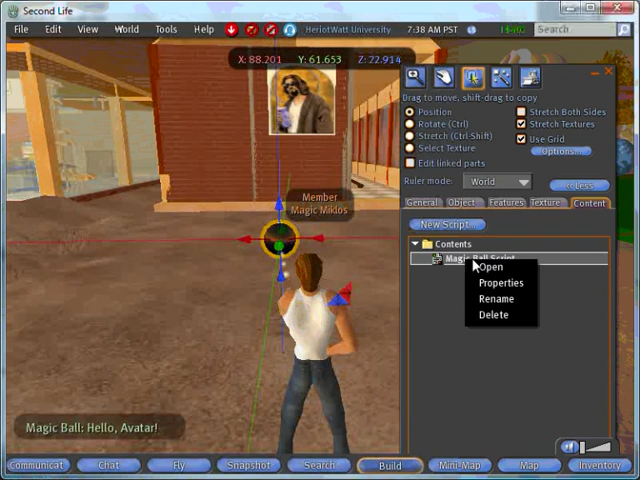 Second Life
File Edit View World Tools Help HeriotWatt University 7:38 AM PST Search
X: 88.201 Y: 61.653 Z: 22.914
Drag to move, shift-drag to copy
Position
Rotate (Ctrl)
Stretch (Ctrl-Shift)
Select Texture
Edit linked parts
Stretch Both Sides
Stretch Textures
Use Grid
Options...
Ruler mode: World
<< Less
General Object Features Texture Content
New Script...
Contents
Magic Ball Script
Open
Properties
Rename
Delete
Member
Magic Miklos
Magic Ball: Hello, Avatar!
Communicat Chat Fly Snapshot Search Build Mini-Map Map Inventory